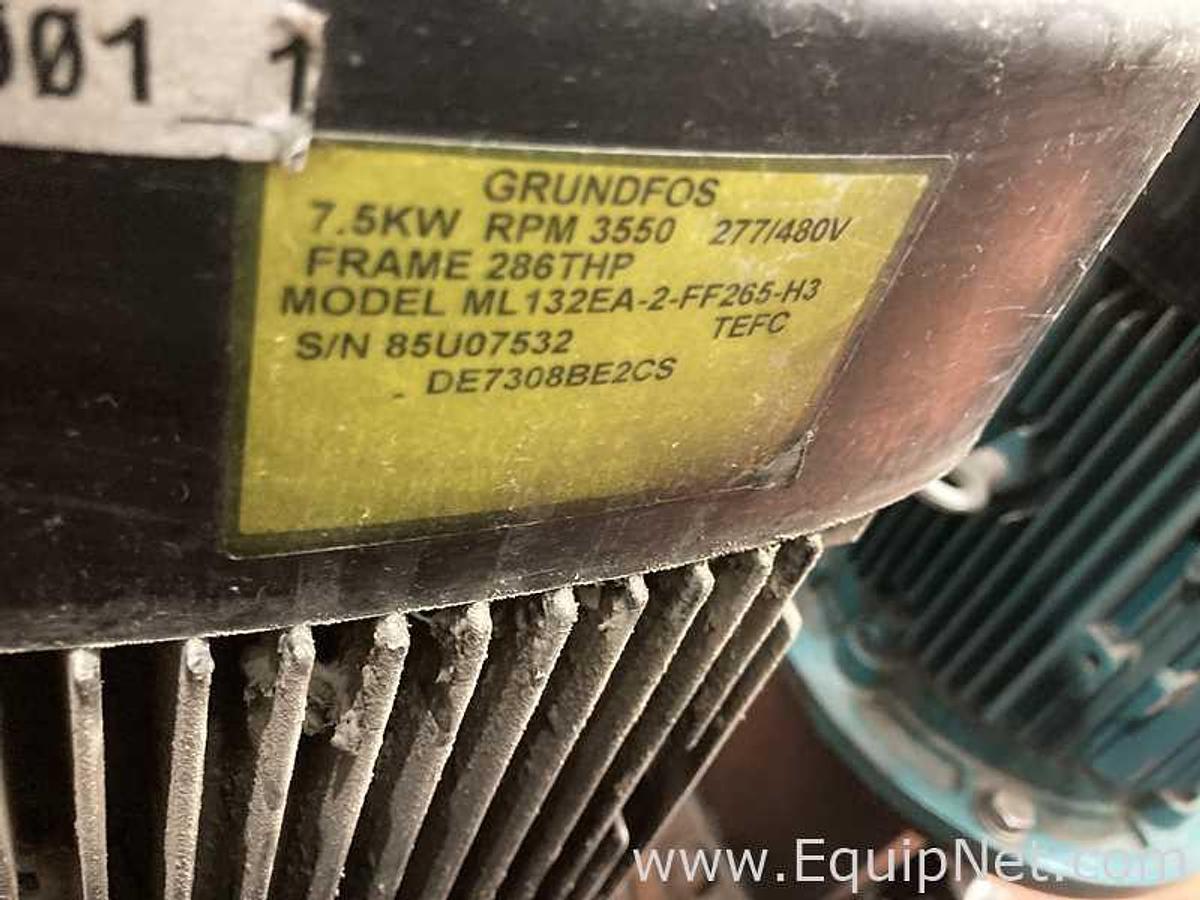 001 1
GRUNDFOS
7.5KW RPM 3550 277/480V
FRAME 286THP
MODEL ML132EA-2-FF265-H3
S/N 85U07532 TEFC
DE7308BE2CS
www.EquipNet.com